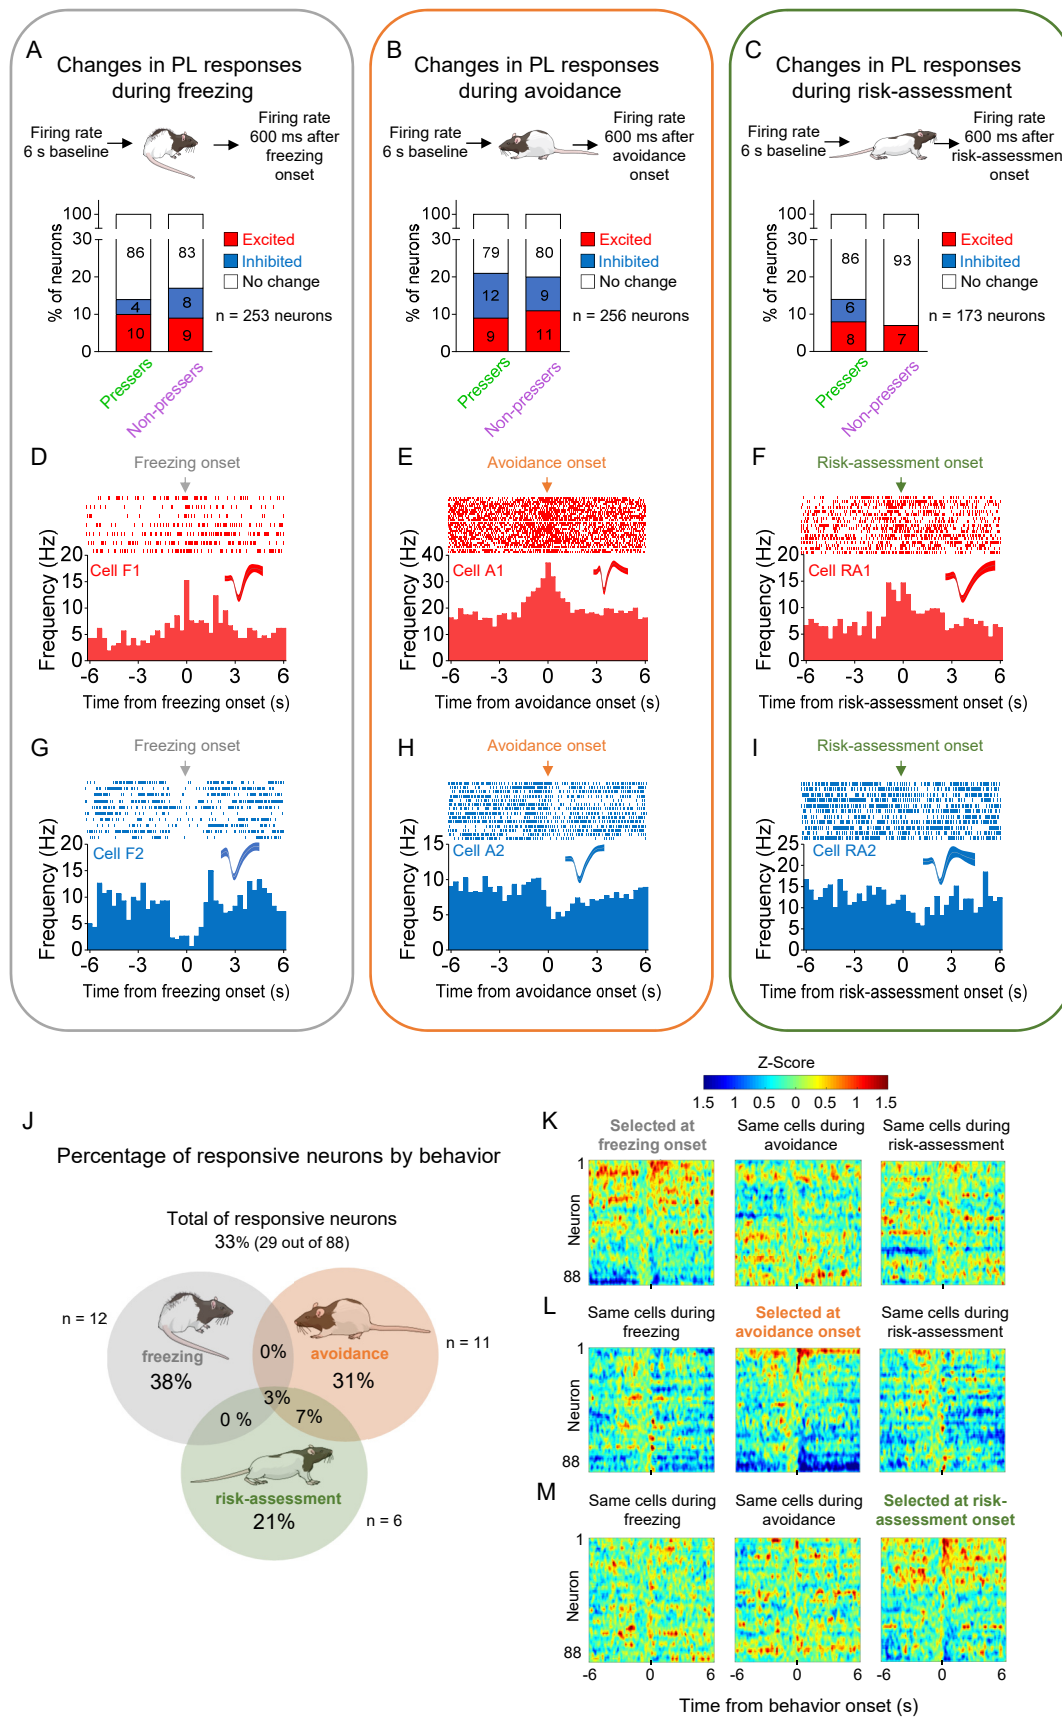 A
Changes in PL responses
during freezing
Firing rate
6 s baseline
Firing rate
600 ms after
freezing
onset
% of neurons
100
30
20
10
0
86
83
4
8
10
9
Excited
Inhibited
No change
n = 253 neurons
Pressers
Non-pressers
B
Changes in PL responses
during avoidance
Firing rate
6 s baseline
Firing rate
600 ms after
avoidance
onset
% of neurons
100
30
20
10
0
79
80
12
9
9
11
Excited
Inhibited
No change
n = 256 neurons
Pressers
Non-pressers
C
Changes in PL responses
during risk-assessment
Firing rate
6 s baseline
Firing rate
600 ms after
risk-assessment
onset
% of neurons
100
30
20
10
0
86
93
6
8
7
Excited
Inhibited
No change
n = 173 neurons
Pressers
Non-pressers
D
Freezing onset
Frequency (Hz)
20
15
10
5
0
Cell F1
-6 -3 0 3 6
Time from freezing onset (s)
E
Avoidance onset
Frequency (Hz)
40
30
20
10
0
Cell A1
-6 -3 0 3 6
Time from avoidance onset (s)
F
Risk-assessment onset
Frequency (Hz)
20
15
10
5
0
Cell RA1
-6 -3 0 3 6
Time from risk-assessment onset (s)
G
Freezing onset
Frequency (Hz)
20
15
10
5
0
Cell F2
-6 -3 0 3 6
Time from freezing onset (s)
H
Avoidance onset
Frequency (Hz)
15
10
5
0
Cell A2
-6 -3 0 3 6
Time from avoidance onset (s)
I
Risk-assessment onset
Frequency (Hz)
25
20
15
10
5
0
Cell RA2
-6 -3 0 3 6
Time from risk-assessment onset (s)
J
Percentage of responsive neurons by behavior
Total of responsive neurons
33% (29 out of 88)
n = 12
freezing
38%
0%
avoidance
31%
n = 11
3%
0 %
7%
risk-assessment
21%
n = 6
Z-Score
1.5 1 0.5 0 0.5 1 1.5
K
Selected at
freezing onset
Same cells during
avoidance
Same cells during
risk-assessment
1
Neuron
88
L
Same cells during
freezing
Selected at
avoidance onset
Same cells during
risk-assessment
1
Neuron
88
M
Same cells during
freezing
Same cells during
avoidance
Selected at risk-
assessment onset
1
Neuron
88
-6 0 6
-6 0 6
-6 0 6
Time from behavior onset (s)